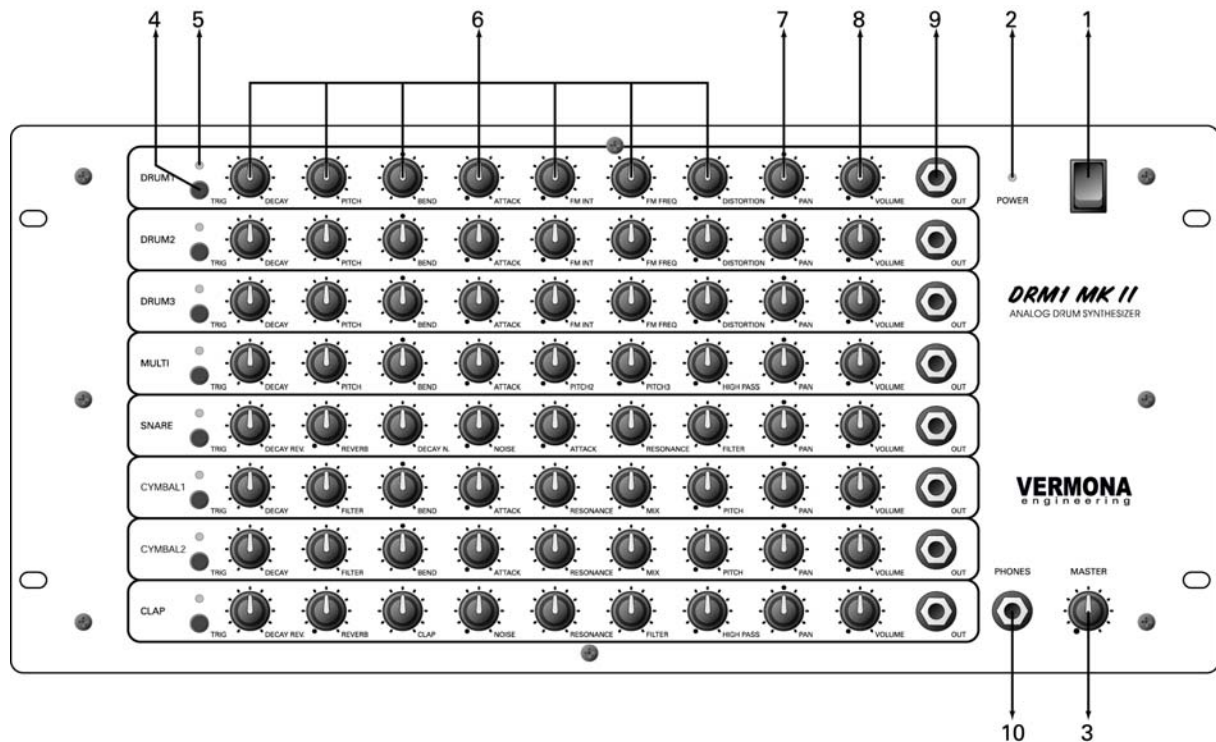 4 5 6 7 8 9 2 1
DRUM1 TRIG DECAY PITCH BEND ATTACK FM INT FM FREQ DISTORTION PAN VOLUME OUT
POWER
DRUM2 TRIG DECAY PITCH BEND ATTACK FM INT FM FREQ DISTORTION PAN VOLUME OUT
DRUM3 TRIG DECAY PITCH BEND ATTACK FM INT FM FREQ DISTORTION PAN VOLUME OUT
DRM1 MK II
ANALOG DRUM SYNTHESIZER
MULTI TRIG DECAY PITCH BEND ATTACK PITCH2 PITCH3 HIGH PASS PAN VOLUME OUT
SNARE TRIG DECAY REV. REVERB DECAY N. NOISE ATTACK RESONANCE FILTER PAN VOLUME OUT
CYMBAL1 TRIG DECAY FILTER BEND ATTACK RESONANCE MIX PITCH PAN VOLUME OUT
VERMONA
engineering
CYMBAL2 TRIG DECAY FILTER BEND ATTACK RESONANCE MIX PITCH PAN VOLUME OUT
PHONES MASTER
CLAP TRIG DECAY REV. REVERB CLAP NOISE RESONANCE FILTER HIGH PASS PAN VOLUME OUT
10 3